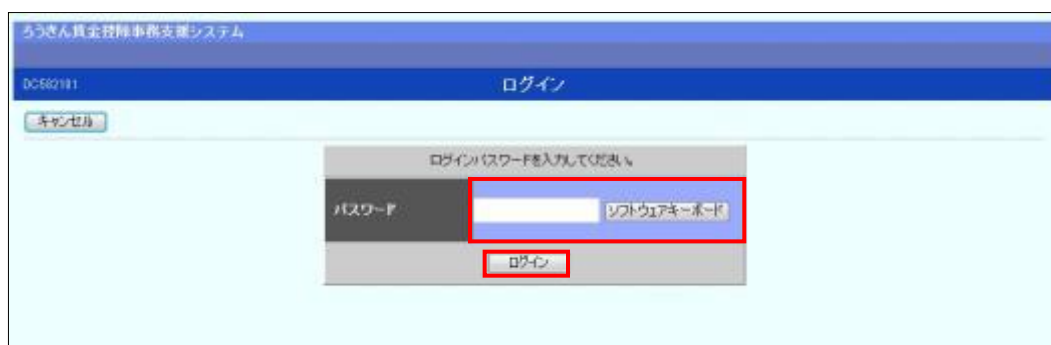 ろうきん賃金控除事務支援システム
DC582101
ログイン
キャンセル
ログインパスワードを入力してください。
パスワード
ソフトウェアキーボード
ログイン